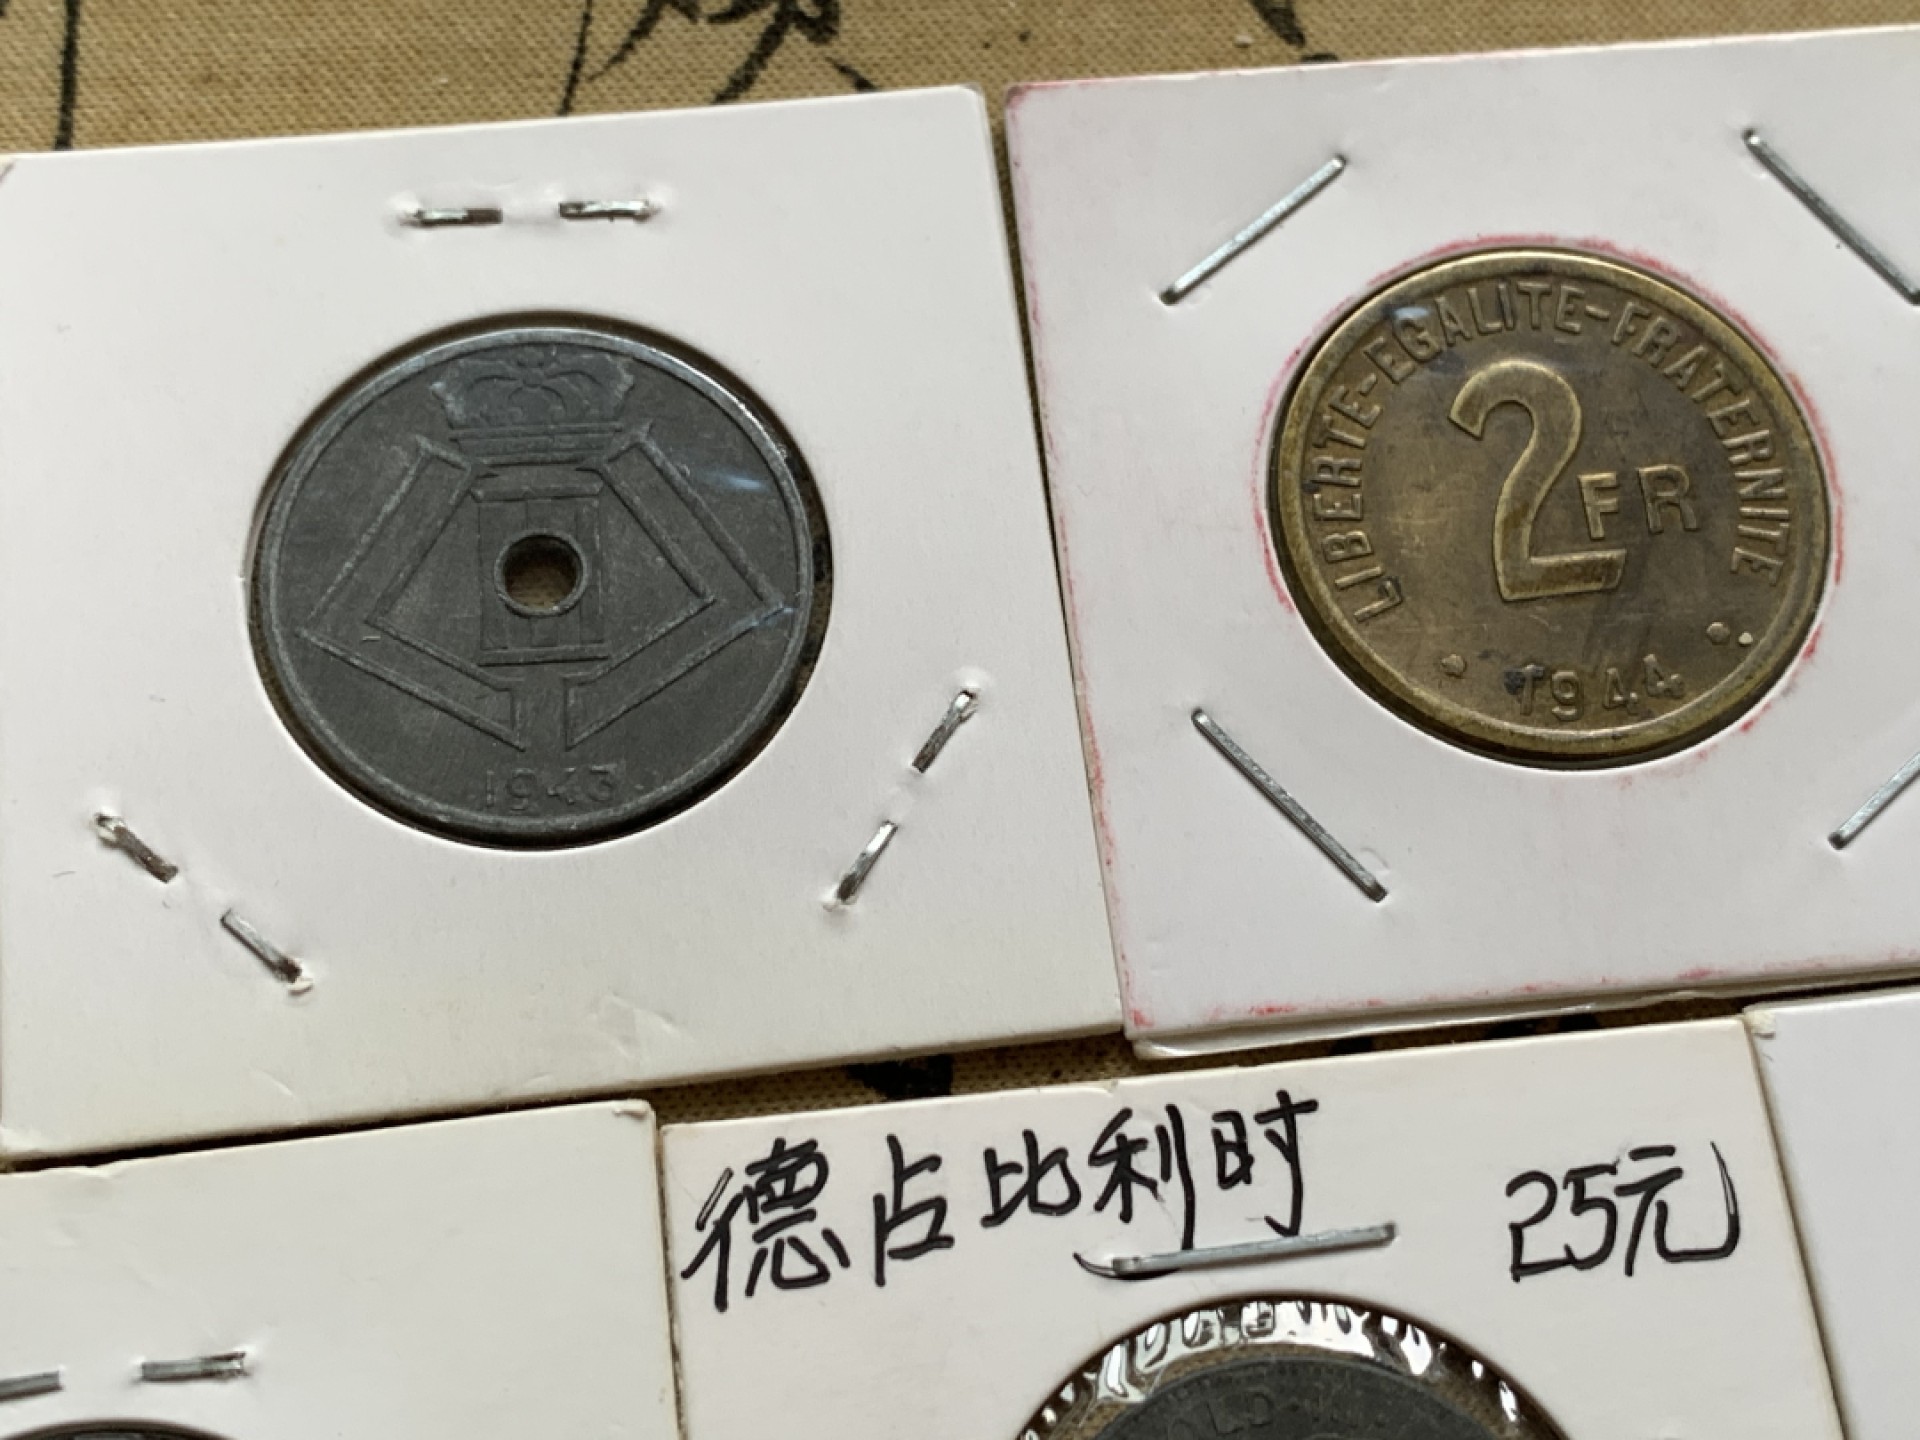 LIBERTE-EGALITE-FRATERNITE
2 FR
1944
1943
德占比利时 25元